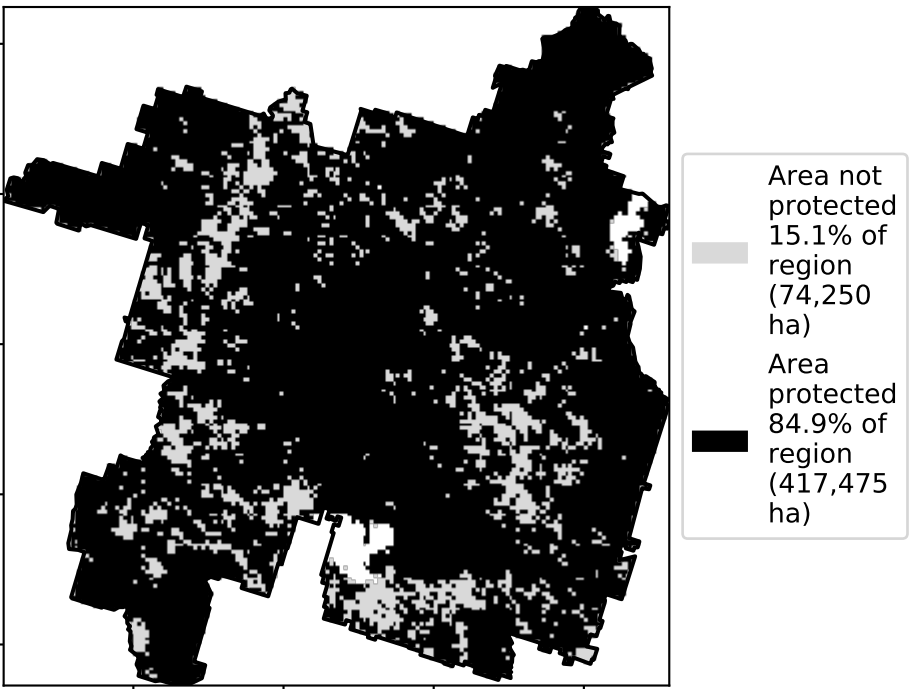 Area not
protected
15.1% of
region
(74,250
ha)
Area
protected
84.9% of
region
(417,475
ha)